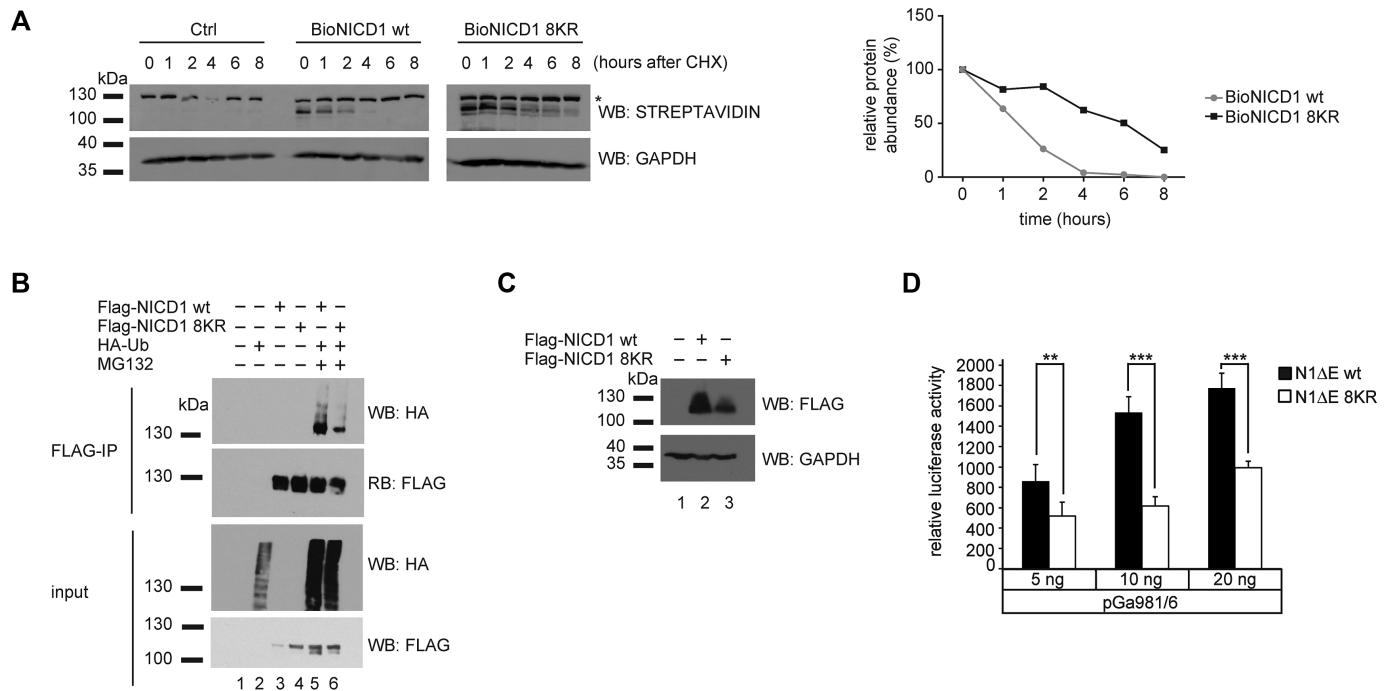 A
Ctrl BioNICD1 wt BioNICD1 8KR
0 1 2 4 6 8 0 1 2 4 6 8 0 1 2 4 6 8 (hours after CHX)
kDa
130
100
*
WB: STREPTAVIDIN
40
35
WB: GAPDH
relative protein
abundance (%)
150
100
50
0
0 1 2 4 6 8
time (hours)
BioNICD1 wt
BioNICD1 8KR
B
Flag-NICD1 wt – – + – + –
Flag-NICD1 8KR – – – + – +
HA-Ub – + – – + +
MG132 – – – – + +
kDa
FLAG-IP
130
WB: HA
130
RB: FLAG
input
130
WB: HA
130
100
WB: FLAG
1 2 3 4 5 6
C
Flag-NICD1 wt – + –
Flag-NICD1 8KR – – +
kDa
130
100
WB: FLAG
40
35
WB: GAPDH
1 2 3
D
relative luciferase activity
2000
1800
1600
1400
1200
1000
800
600
400
200
0
** *** ***
N1ΔE wt
N1ΔE 8KR
5 ng 10 ng 20 ng
pGa981/6